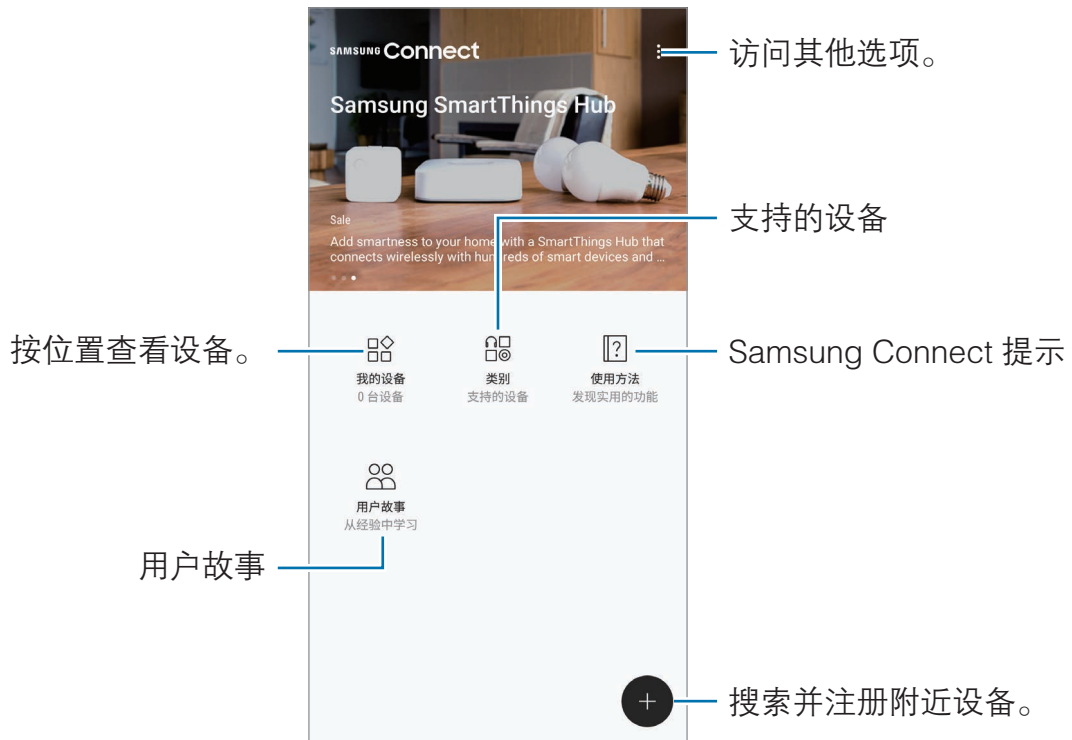 SAMSUNG Connect
访问其他选项。
Samsung SmartThings Hub
Sale
支持的设备
Add smartness to your home with a SmartThings Hub that
connects wirelessly with hundreds of smart devices and ...
按位置查看设备。
我的设备
0 台设备
类别
支持的设备
使用方法
发现实用的功能
Samsung Connect 提示
用户故事
从经验中学习
用户故事
搜索并注册附近设备。